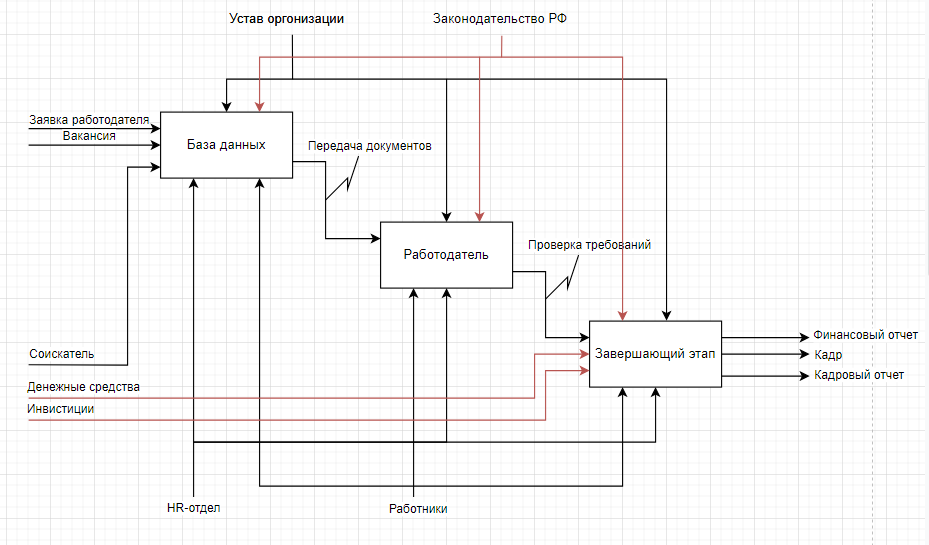 Устав оргонизации
Законодательство РФ
Заявка работодателя
Вакансия
База данных
Передача документов
Работодатель
Проверка требований
Соискатель
Завершающий этап
Финансовый отчет
Кадр
Кадровый отчет
Денежные средства
Инвистиции
HR-отдел
Работники